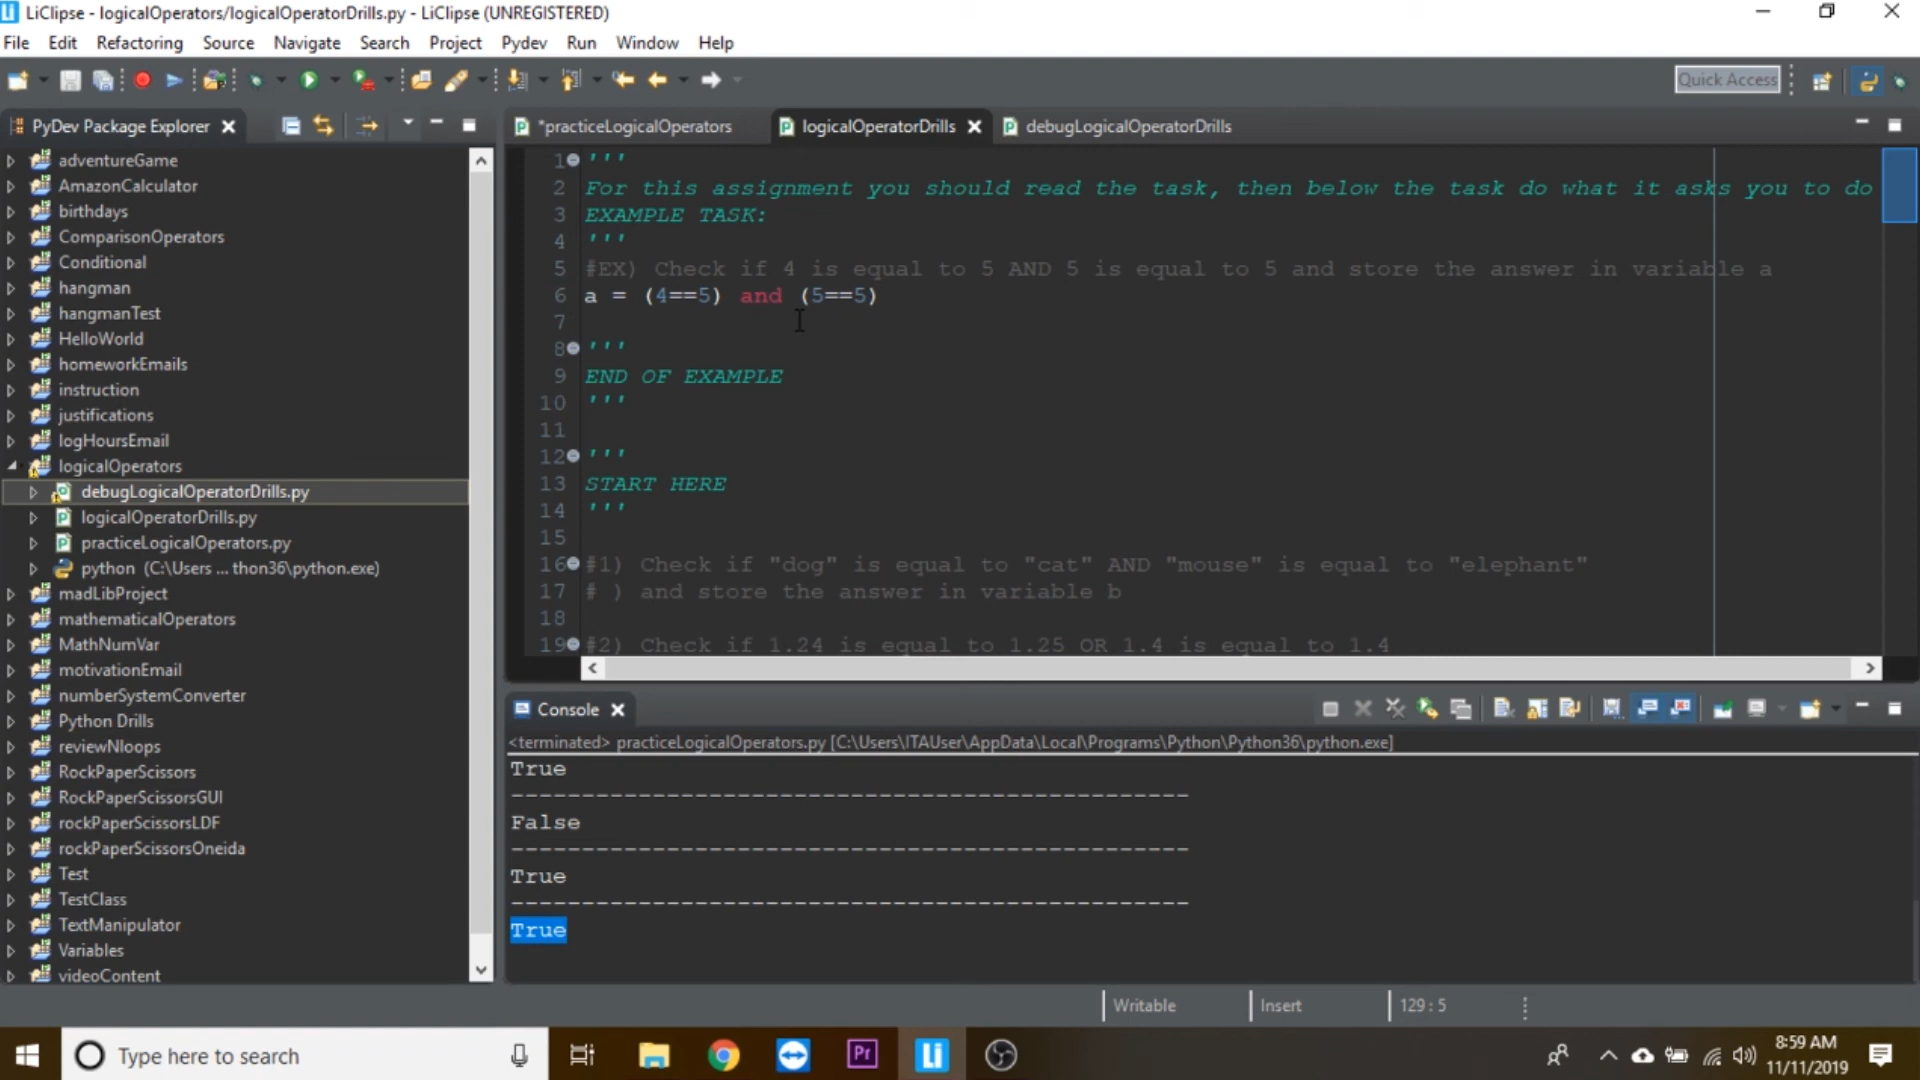 LiClipse - logicalOperators/logicalOperatorDrills.py - LiClipse (UNREGISTERED)
File Edit Refactoring Source Navigate Search Project Pydev Run Window Help
Quick Access
PyDev Package Explorer
adventureGame
AmazonCalculator
birthdays
ComparisonOperators
Conditional
hangman
hangmanTest
HelloWorld
homeworkEmails
instruction
justifications
logHoursEmail
logicalOperators
debugLogicalOperatorDrills.py
logicalOperatorDrills.py
practiceLogicalOperators.py
python (C:\Users ... thon36\python.exe)
madLibProject
mathematicalOperators
MathNumVar
motivationEmail
numberSystemConverter
Python Drills
reviewNloops
RockPaperScissors
RockPaperScissorsGUI
rockPaperScissorsLDF
rockPaperScissorsOneida
Test
TestClass
TextManipulator
Variables
videoContent
*practiceLogicalOperators logicalOperatorDrills debugLogicalOperatorDrills
1 '''
2 For this assignment you should read the task, then below the task do what it asks you to do
3 EXAMPLE TASK:
4 '''
5 #EX) Check if 4 is equal to 5 AND 5 is equal to 5 and store the answer in variable a
6 a = (4==5) and (5==5)
7
8 '''
9 END OF EXAMPLE
10 '''
11
12 '''
13 START HERE
14 '''
15
16 #1) Check if "dog" is equal to "cat" AND "mouse" is equal to "elephant"
17 # ) and store the answer in variable b
18
19 #2) Check if 1.24 is equal to 1.25 OR 1.4 is equal to 1.4
Console
<terminated> practiceLogicalOperators.py [C:\Users\ITAUser\AppData\Local\Programs\Python\Python36\python.exe]
True
------------------------------------------------
False
------------------------------------------------
True
------------------------------------------------
True
Writable Insert 129 : 5
Type here to search
Pr
Li
8:59 AM
11/11/2019